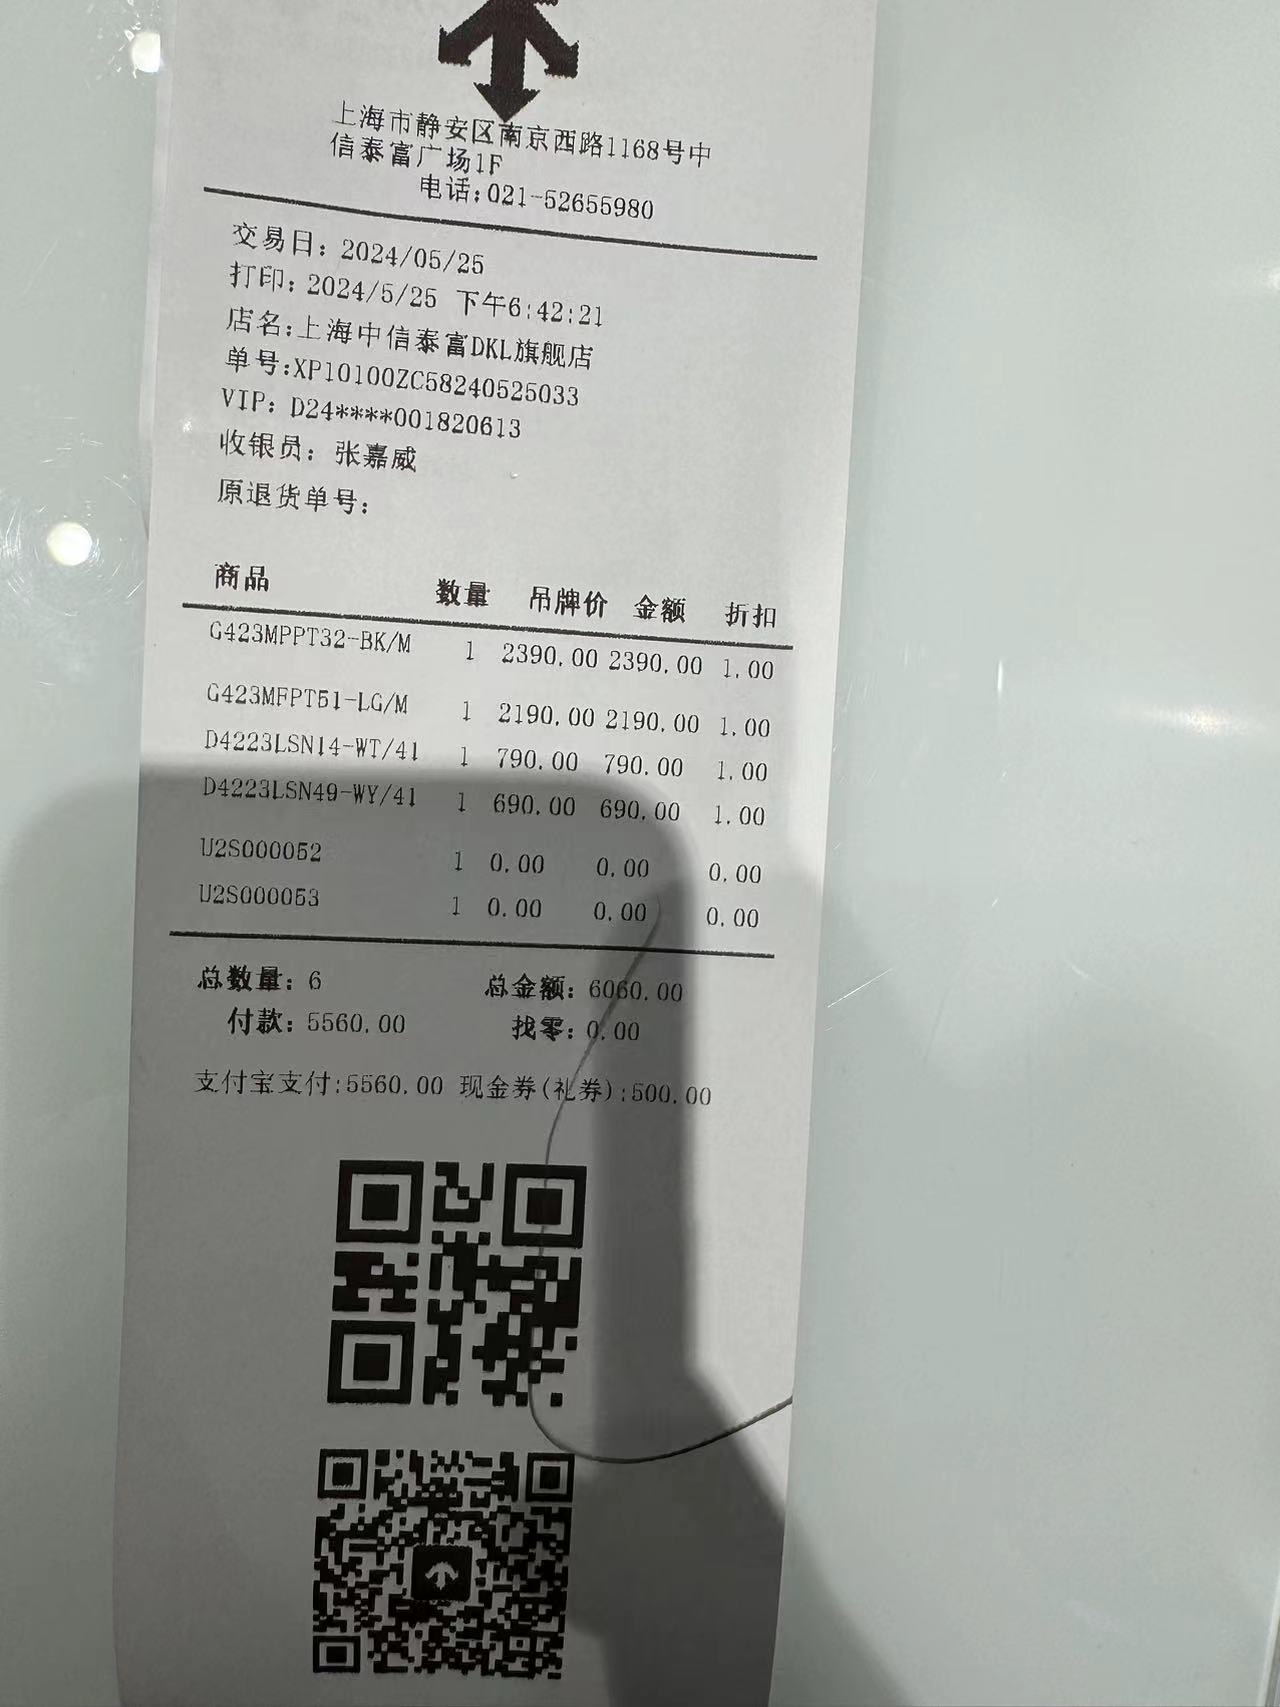 上海市静安区南京西路1168号中
信泰富广场1F
电话:021-52655980
交易日: 2024/05/25
打印: 2024/5/25 下午6:42:21
店名:上海中信泰富DKL旗舰店
单号:XP10100ZC58240525033
VIP: D24****001820613
收银员: 张嘉威
原退货单号:
商品 数量 吊牌价 金额 折扣
G423MPPT32-BK/M 1 2390.00 2390.00 1.00
G423MFPT51-LG/M 1 2190.00 2190.00 1.00
D4223LSN14-WT/41 1 790.00 790.00 1.00
D4223LSN49-WY/41 1 690.00 690.00 1.00
U2S000052 1 0.00 0.00 0.00
U2S000053 1 0.00 0.00 0.00
总数量: 6 总金额: 6060.00
付款: 5560.00 找零: 0.00
支付宝支付:5560.00 现金券(礼券):500.00